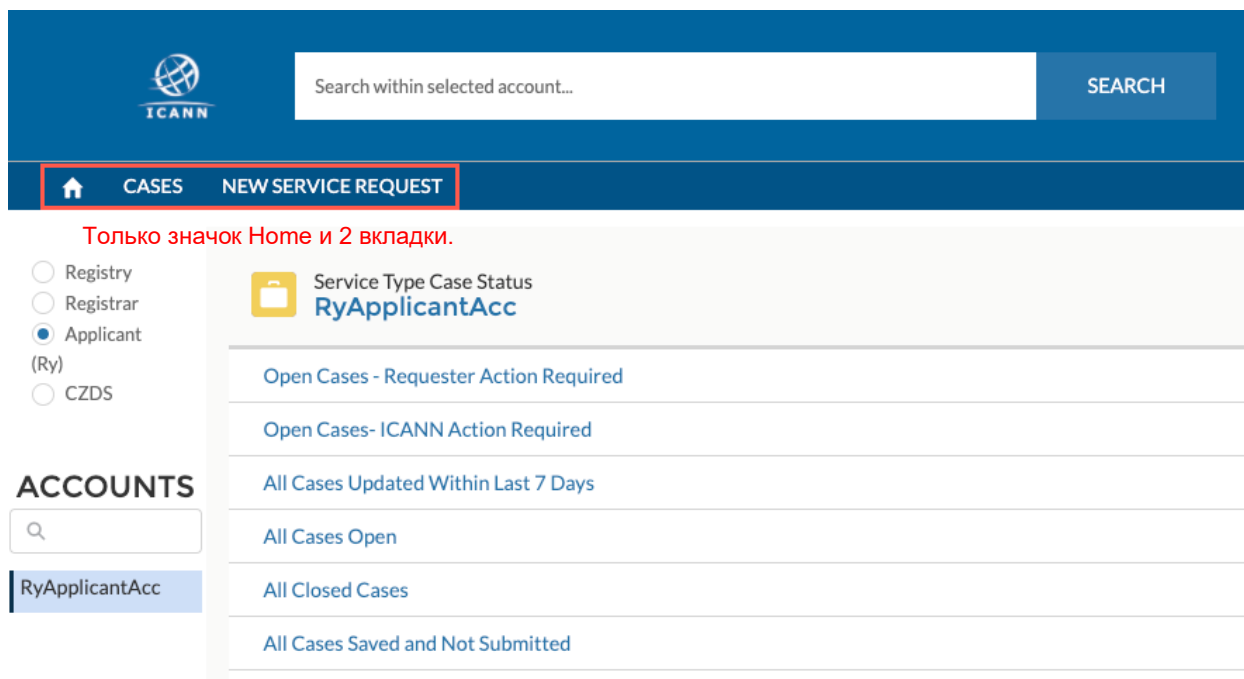 ICANN
Search within selected account...
SEARCH
CASES
NEW SERVICE REQUEST
Только значок Home и 2 вкладки.
Registry
Registrar
Applicant
(Ry)
CZDS
ACCOUNTS
RyApplicantAcc
Service Type Case Status
RyApplicantAcc
Open Cases - Requester Action Required
Open Cases- ICANN Action Required
All Cases Updated Within Last 7 Days
All Cases Open
All Closed Cases
All Cases Saved and Not Submitted